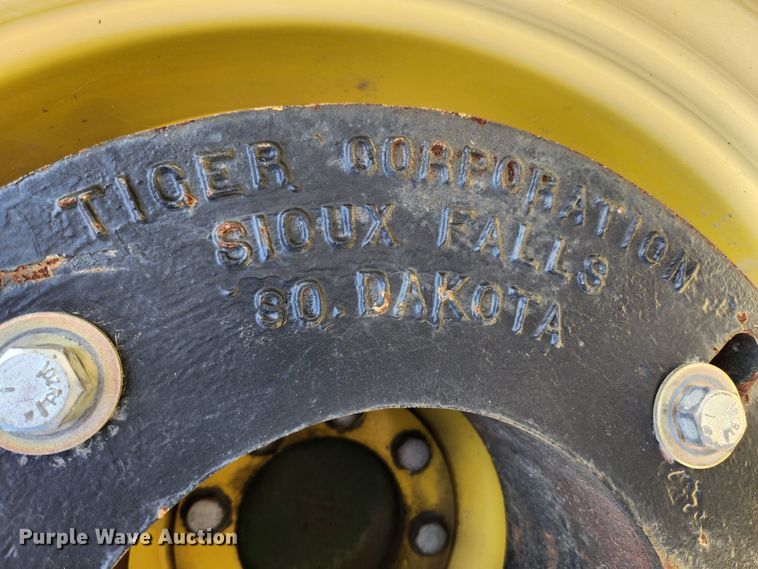 TIGER CORPORATION
SIOUX FALLS
SO. DAKOTA
Purple Wave Auction